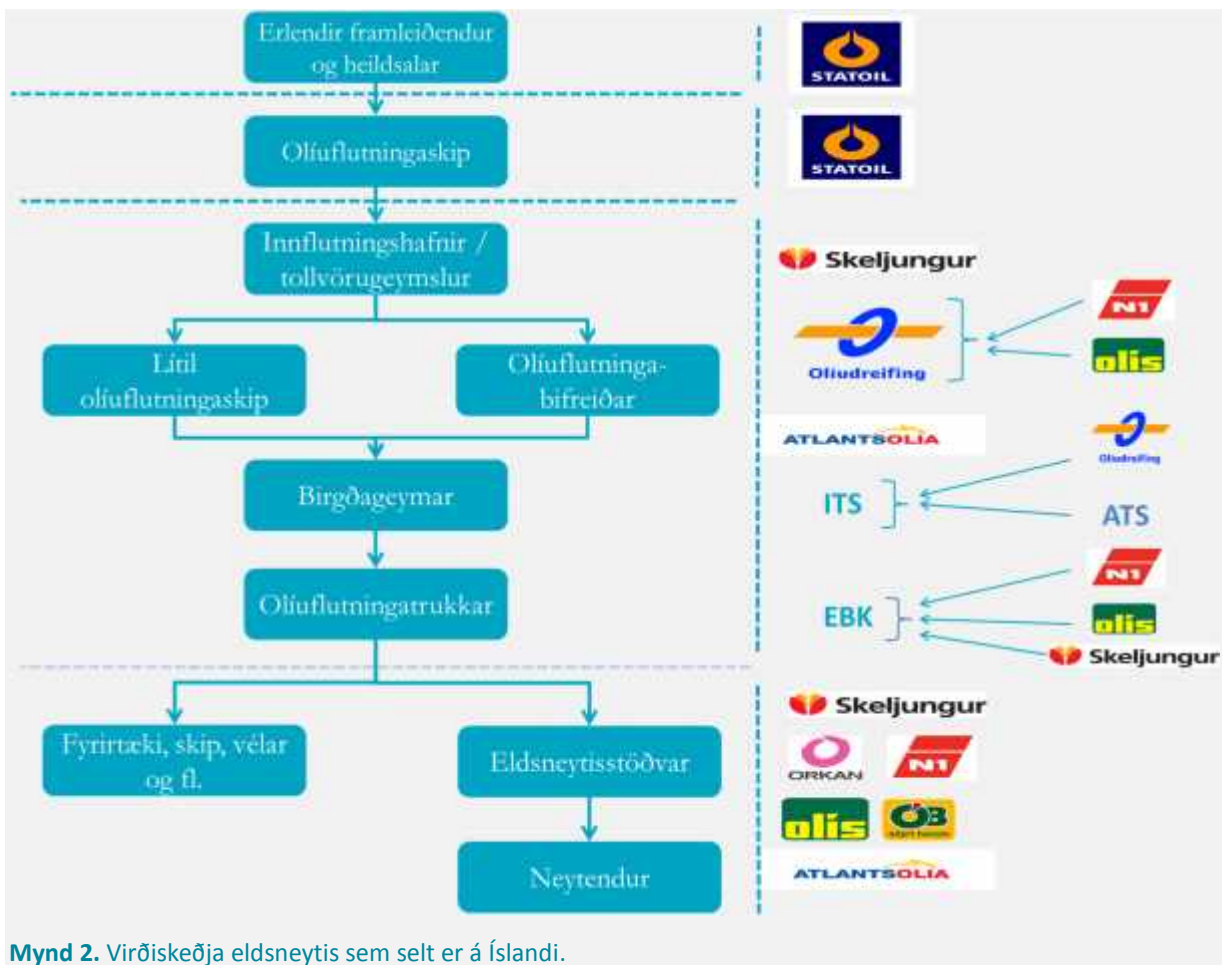 Erlendir framleiðendur
og heildsalar
STATOIL
Olíuflutningaskip
STATOIL
Innflutningshafnir /
tollvörugeymslur
Skeljungur
N1
Olíudreifing
olís
Lítil
olíuflutningaskip
Olíuflutninga-
bifreiðar
ATLANTSOLÍA
Olíudreifing
ITS
ATS
Birgðageymar
N1
EBK
olís
Skeljungur
Olíuflutningatrukkar
Skeljungur
Fyrirtæki, skip, vélar
og fl.
Eldsneytisstöðvar
ORKAN
N1
olís
ÓB
Neytendur
ATLANTSOLÍA
Mynd 2. Virðiskeðja eldsneytis sem selt er á Íslandi.